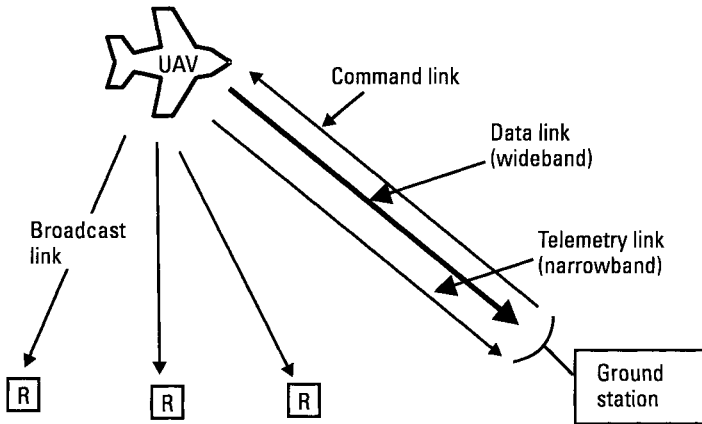 UAV
Command link
Data link
(wideband)
Broadcast
link
Telemetry link
(narrowband)
R
R
R
Ground
station